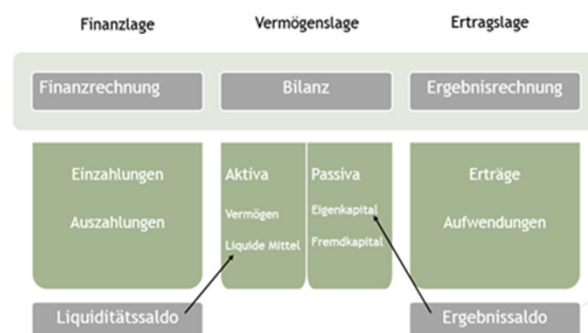 Finanzlage
Vermögenslage
Ertragslage
Finanzrechnung
Bilanz
Ergebnisrechnung
Einzahlungen
Auszahlungen
Aktiva
Vermögen
Liquide Mittel
Passiva
Eigenkapital
Fremdkapital
Erträge
Aufwendungen
Liquiditätssaldo
Ergebnissaldo